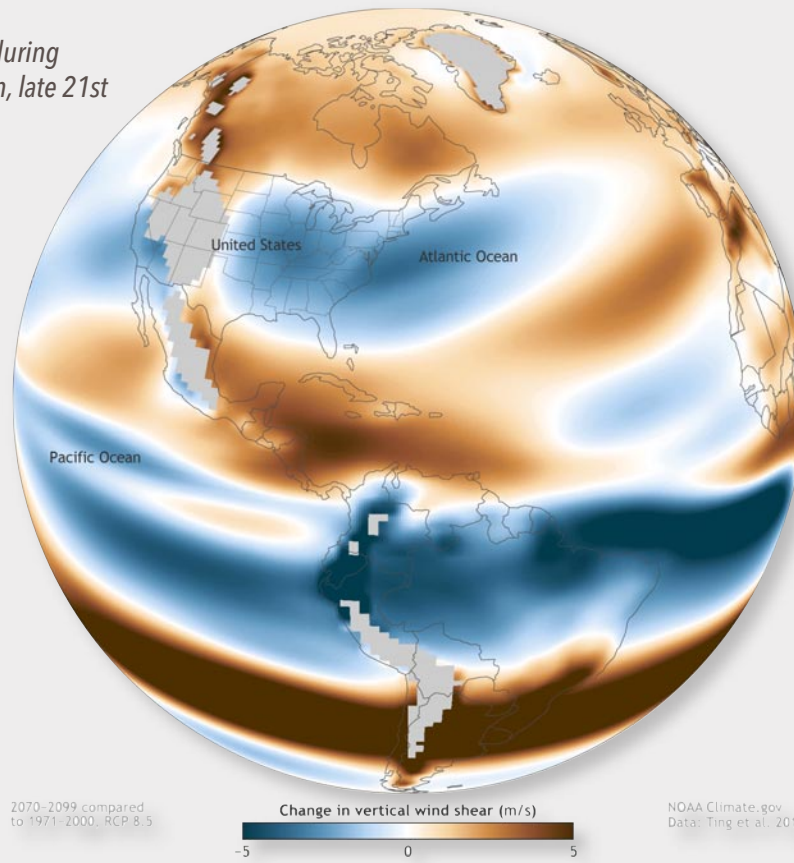 during
, late 21st
United States
Atlantic Ocean
Pacific Ocean
2070-2099 compared
to 1971-2000. RCP 8.5
Change in vertical wind shear (m/s)
-5 0 5
NOAA Climate.gov
Data: Ting et al.